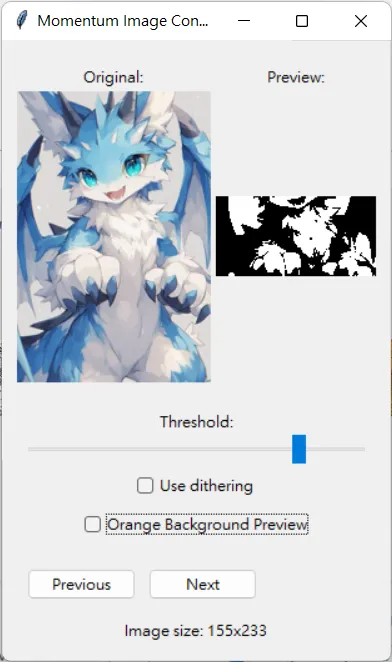 Momentum Image Con...
Original:
Preview:
Threshold:
Use dithering
Orange Background Preview
Previous
Next
Image size: 155x233